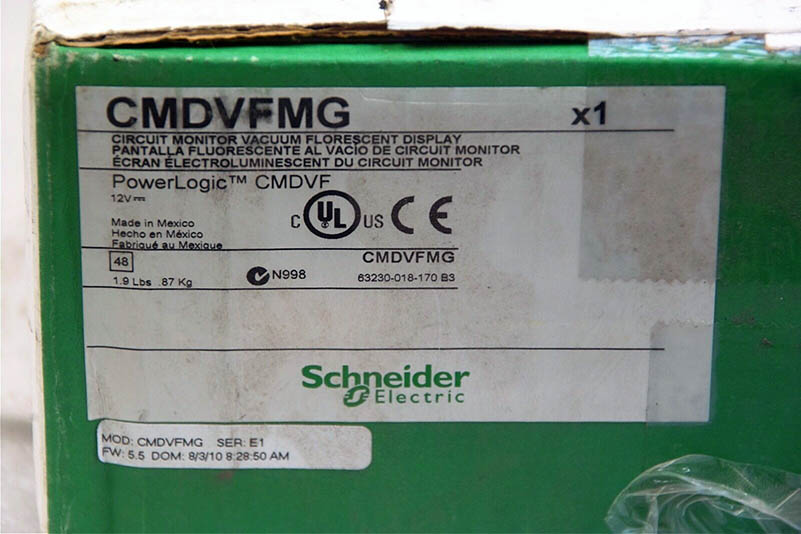 CMDVFMG x1
CIRCUIT MONITOR VACUUM FLORESCENT DISPLAY
PANTALLA FLUORESCENTE AL VACIO DE CIRCUIT MONITOR
ÉCRAN ÉLECTROLUMINESCENT DU CIRCUIT MONITOR
PowerLogic™ CMDVF
12V⎓
C UL US CE
Made in Mexico
Hecho en México
Fabriqué au Mexique
48
N998
CMDVFMG
1.9 Lbs .87 Kg
63230-018-170 B3
Schneider
Electric
MOD: CMDVFMG SER: E1
FW: 5.5 DOM: 8/3/10 8:28:50 AM